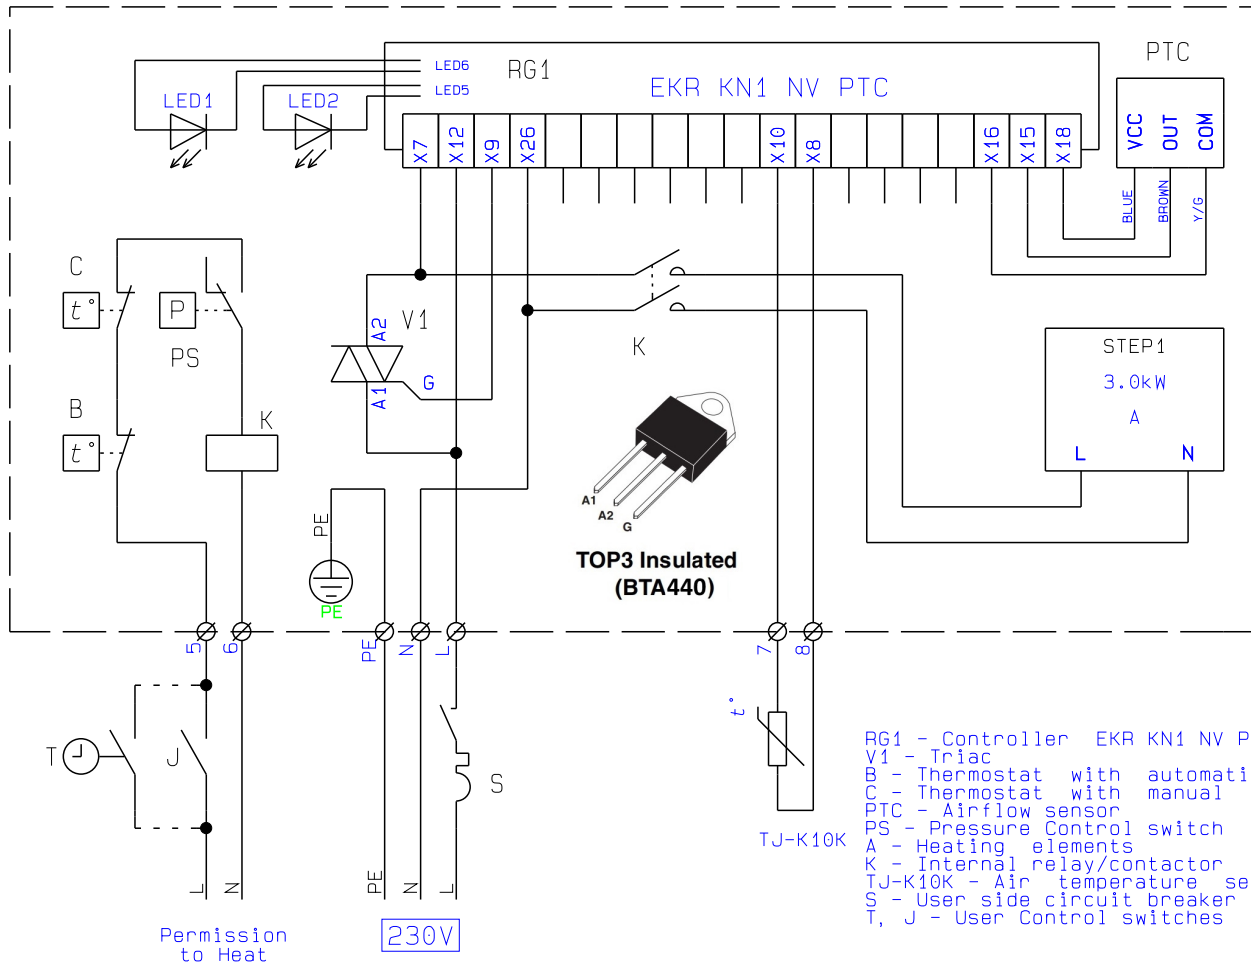 PTC
LED6
RG1
LED5
EKR KN1 NV PTC
LED1
LED2
X7
X12
X9
X26
X10
X8
X16
X15
X18
VCC
OUT
COM
BLUE
BROWN
Y/G
C
t°
P
PS
V1
A2
A1
G
K
STEP1
3.0kW
A
L
N
B
t°
K
A1
A2
G
TOP3 Insulated
(BTA440)
PE
PE
5
6
PE
N
L
7
8
t°
T
J
S
TJ-K10K
L
N
PE
N
L
Permission
to Heat
230V
RG1 - Controller EKR KN1 NV P
V1 - Triac
B - Thermostat with automati
C - Thermostat with manual
PTC - Airflow sensor
PS - Pressure Control switch
A - Heating elements
K - Internal relay/contactor
TJ-K10K - Air temperature se
S - User side circuit breaker
T, J - User Control switches